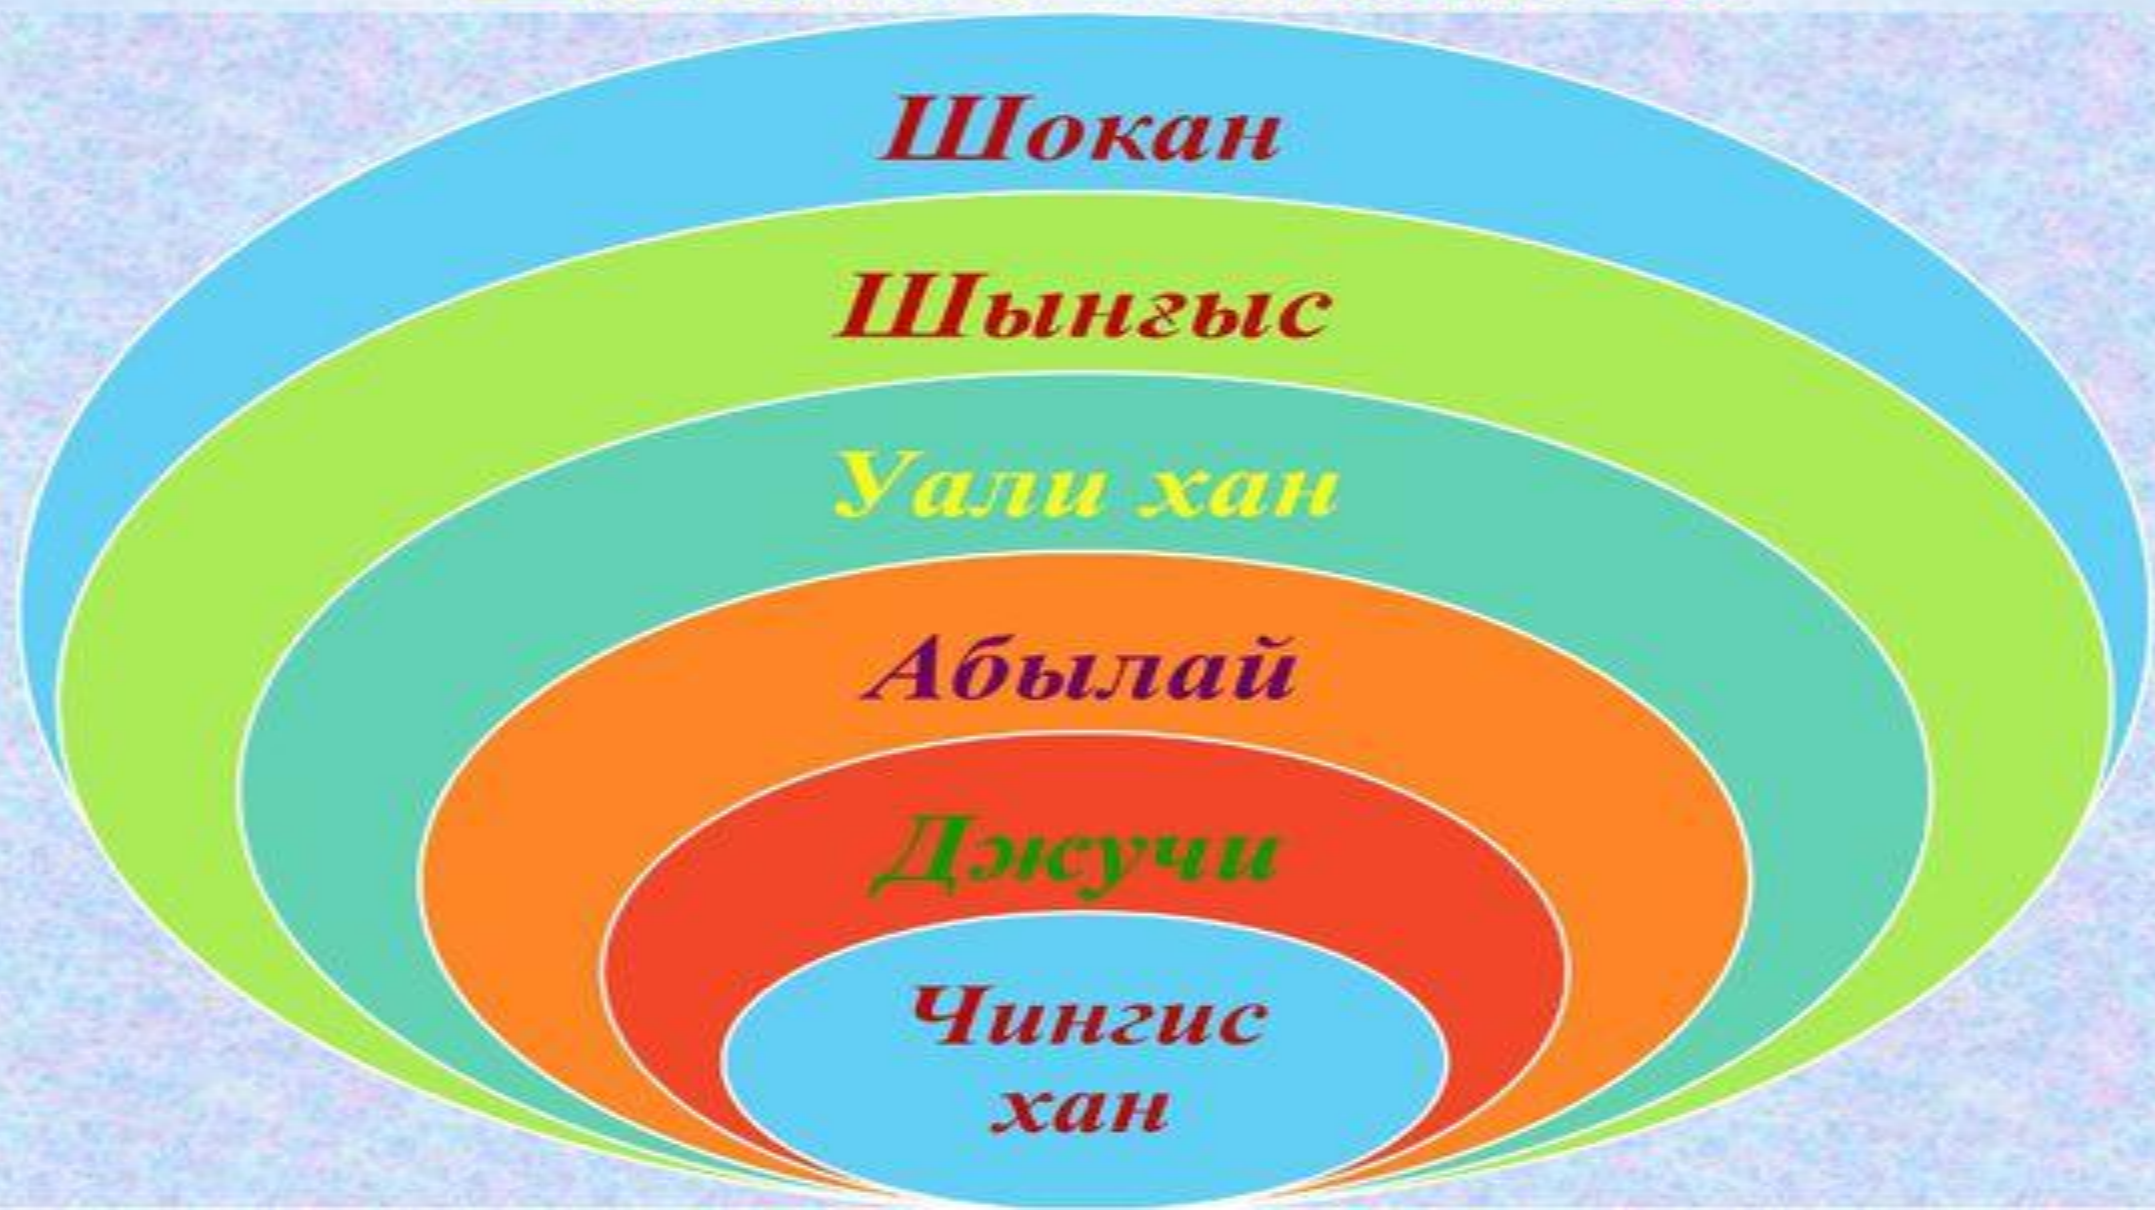 Шокан
Шынғыс
Уали хан
Абылай
Джучи
Чингис
хан